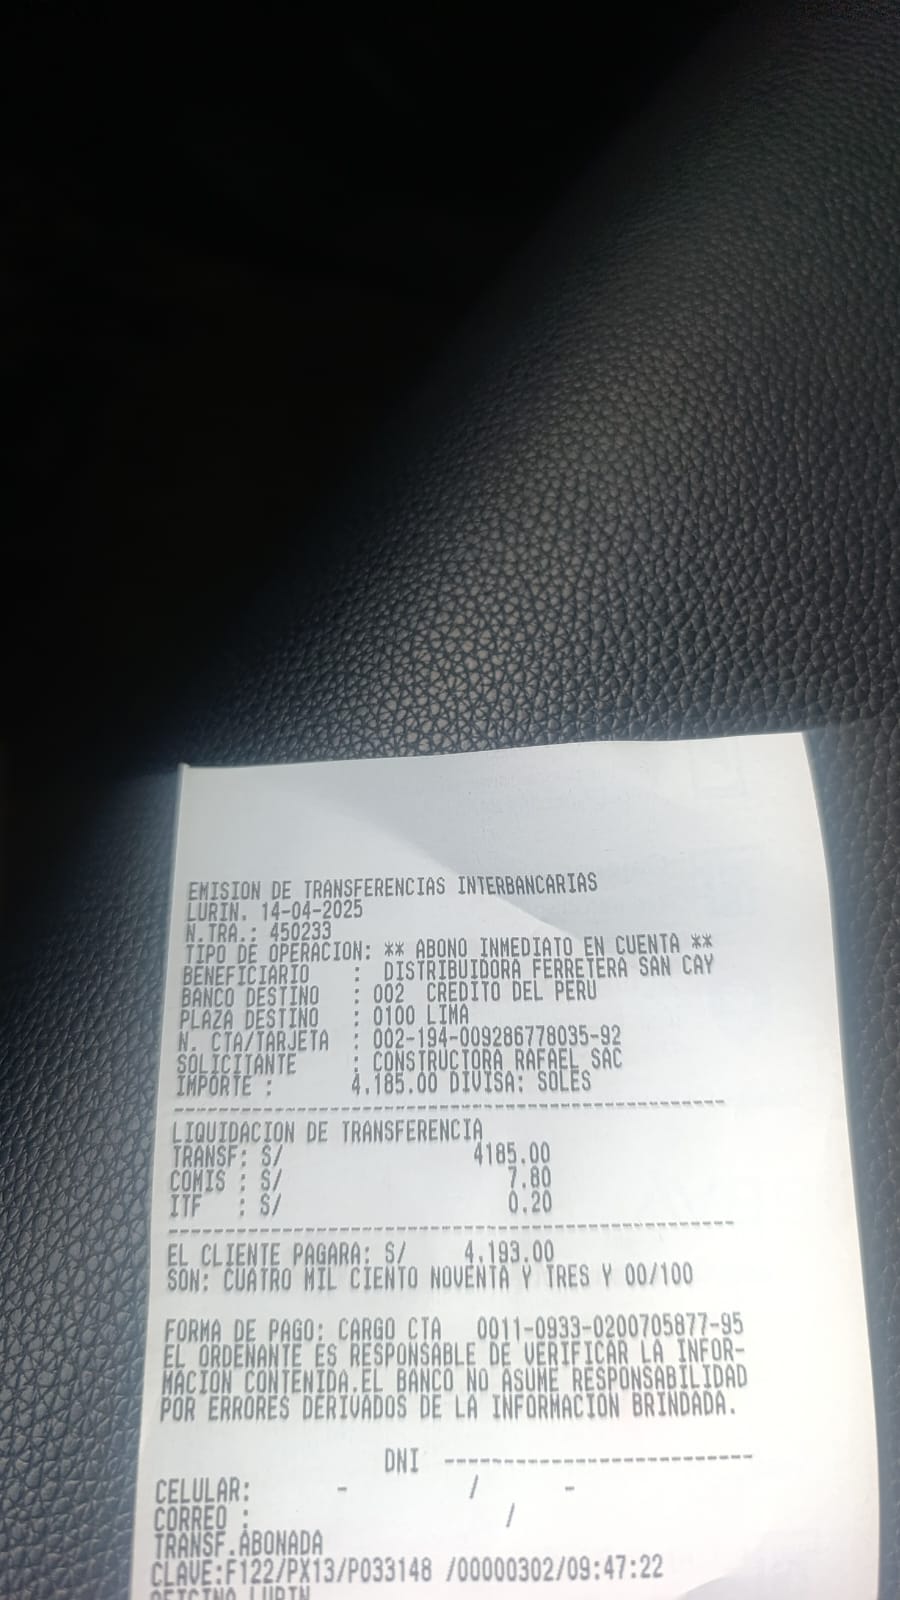 EMISION DE TRANSFERENCIAS INTERBANCARIAS
LURIN. 14-04-2025
N.TRA.: 450233
TIPO DE OPERACION: ** ABONO INMEDIATO EN CUENTA **
BENEFICIARIO : DISTRIBUIDORA FERRETERA SAN CAY
BANCO DESTINO : 002 CREDITO DEL PERU
PLAZA DESTINO : 0100 LIMA
N. CTA/TARJETA : 002-194-009286778035-92
SOLICITANTE : CONSTRUCTORA RAFAEL SAC
IMPORTE : 4.185.00 DIVISA: SOLES
LIQUIDACION DE TRANSFERENCIA
TRANSF: S/ 4185.00
COMIS : S/ 7.80
ITF : S/ 0.20
EL CLIENTE PAGARA: S/ 4.193.00
SON: CUATRO MIL CIENTO NOVENTA Y TRES Y 00/100
FORMA DE PAGO: CARGO CTA 0011-0933-0200705877-95
EL ORDENANTE ES RESPONSABLE DE VERIFICAR LA INFOR-
MACION CONTENIDA.EL BANCO NO ASUME RESPONSABILIDAD
POR ERRORES DERIVADOS DE LA INFORMACION BRINDADA.
DNI --------------------------
CELULAR: - / -
CORREO : /
TRANSF.ABONADA
CLAVE:F122/PX13/P033148 /00000302/09:47:22
OFICINA LURIN